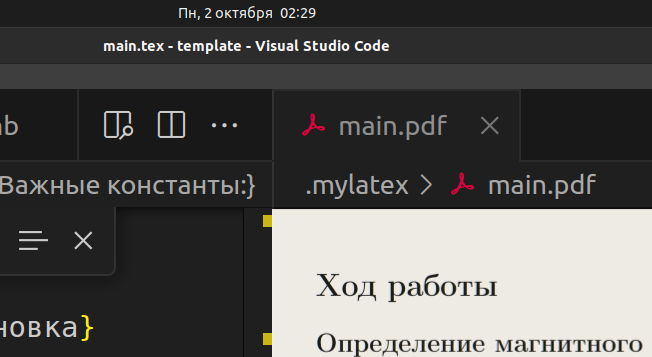 Пн, 2 октября 02:29
main.tex - template - Visual Studio Code
main.pdf
Важные константы:}
.mylatex > main.pdf
Ход работы
}
Определение магнитного